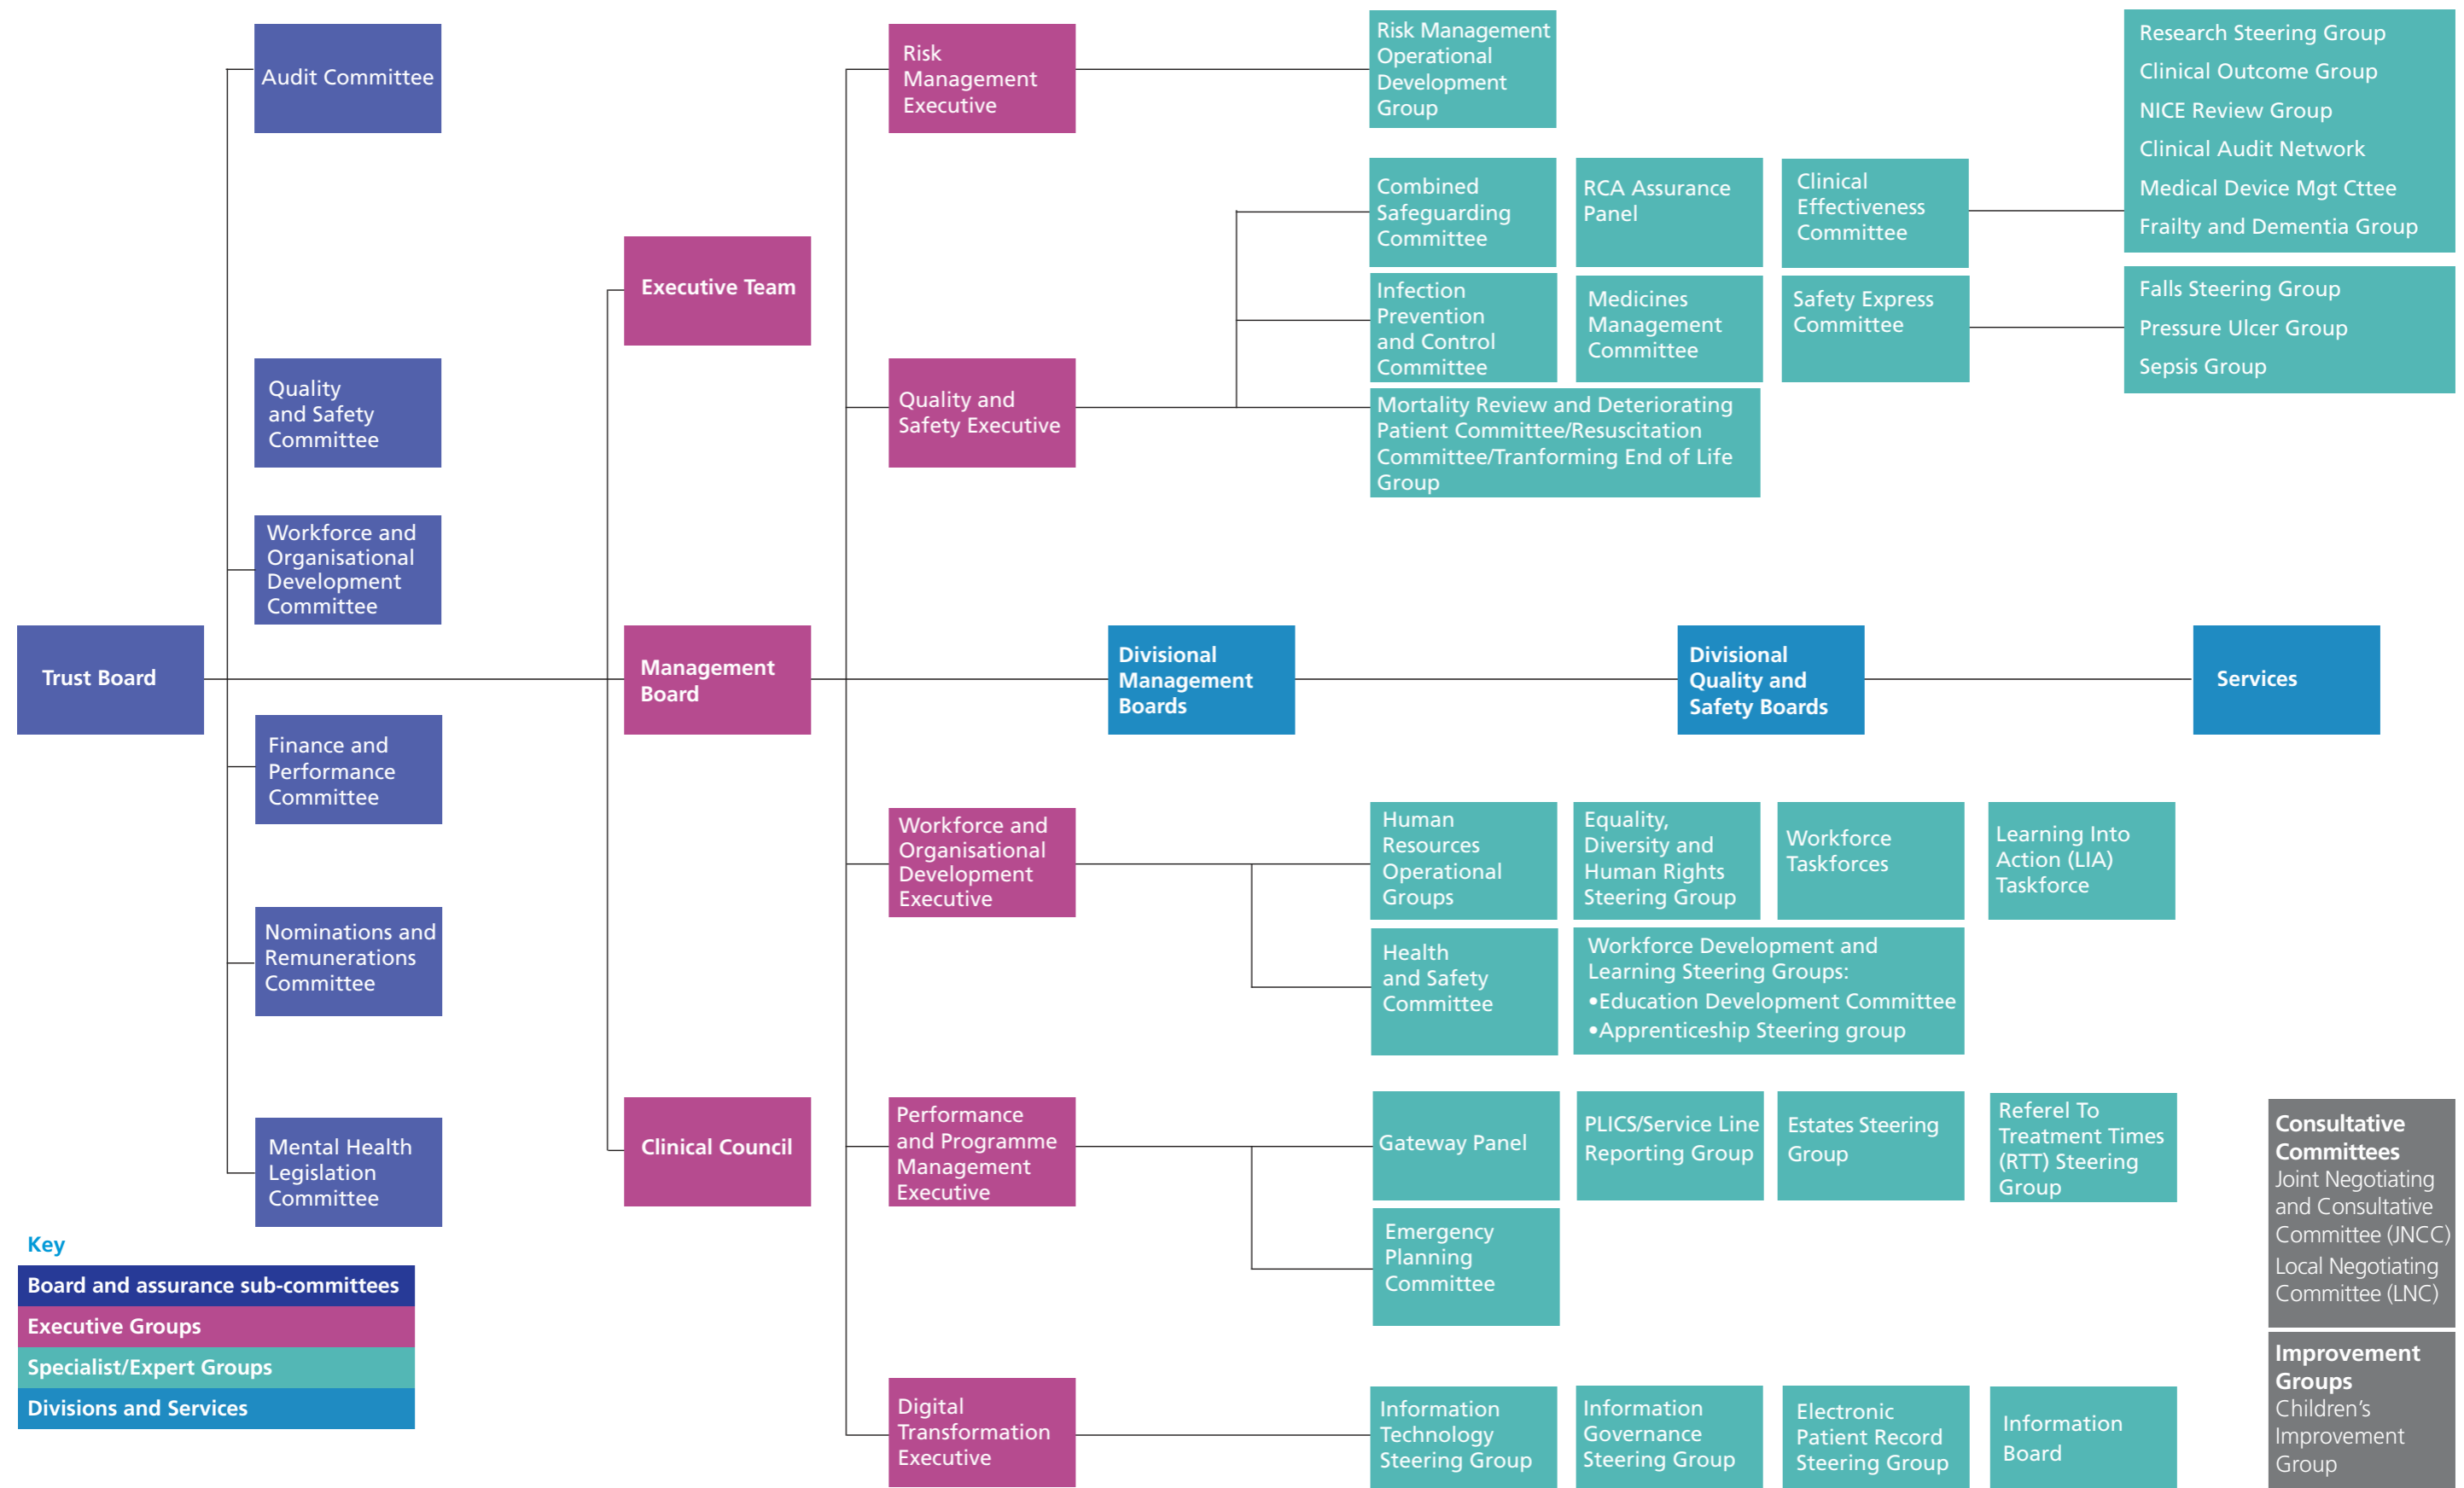 Audit Committee
Quality
and Safety
Committee
Workforce and
Organisational
Development
Committee
Trust Board
Finance and
Performance
Committee
Nominations and
Remunerations
Committee
Mental Health
Legislation
Committee
Key
Board and assurance sub-committees
Executive Groups
Specialist/Expert Groups
Divisions and Services
Executive Team
Management
Board
Clinical Council
Risk
Management
Executive
Quality and
Safety Executive
Divisional
Management
Boards
Divisional
Quality and
Safety Boards
Services
Workforce and
Organisational
Development
Executive
Performance
and Programme
Management
Executive
Digital
Transformation
Executive
Risk Management
Operational
Development
Group
Combined
Safeguarding
Committee
RCA Assurance
Panel
Clinical
Effectiveness
Committee
Research Steering Group
Clinical Outcome Group
NICE Review Group
Clinical Audit Network
Medical Device Mgt Cttee
Frailty and Dementia Group
Infection
Prevention
and Control
Committee
Medicines
Management
Committee
Safety Express
Committee
Falls Steering Group
Pressure Ulcer Group
Sepsis Group
Mortality Review and Deteriorating
Patient Committee/Resuscitation
Committee/Tranforming End of Life
Group
Human
Resources
Operational
Groups
Equality,
Diversity and
Human Rights
Steering Group
Workforce
Taskforces
Learning Into
Action (LIA)
Taskforce
Health
and Safety
Committee
Workforce Development and
Learning Steering Groups:
•Education Development Committee
•Apprenticeship Steering group
Gateway Panel
PLICS/Service Line
Reporting Group
Estates Steering
Group
Referel To
Treatment Times
(RTT) Steering
Group
Emergency
Planning
Committee
Information
Technology
Steering Group
Information
Governance
Steering Group
Electronic
Patient Record
Steering Group
Information
Board
Consultative
Committees
Joint Negotiating
and Consultative
Committee (JNCC)
Local Negotiating
Committee (LNC)
Improvement
Groups
Children's
Improvement
Group